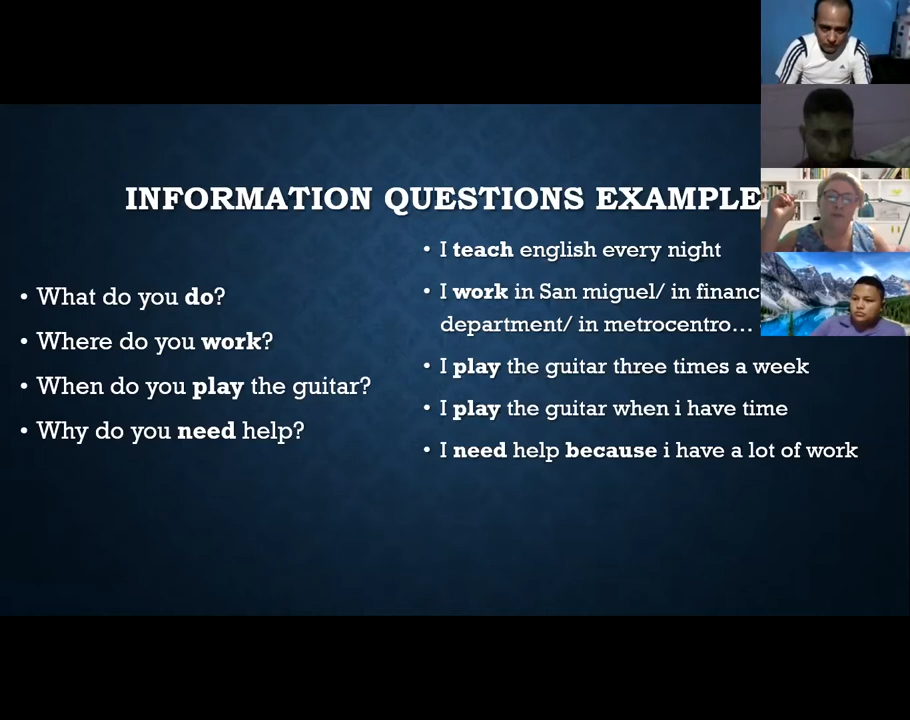 INFORMATION QUESTIONS EXAMPLE
What do you do?
Where do you work?
When do you play the guitar?
Why do you need help?
I teach english every night
I work in San miguel/ in financ
department/ in metrocentro...
I play the guitar three times a week
I play the guitar when i have time
I need help because i have a lot of work